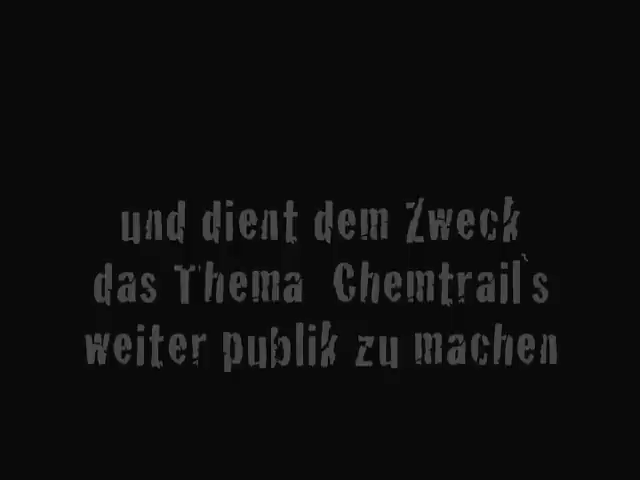 und dient dem Zweck
das Thema Chemtrail`s
weiter publik zu machen